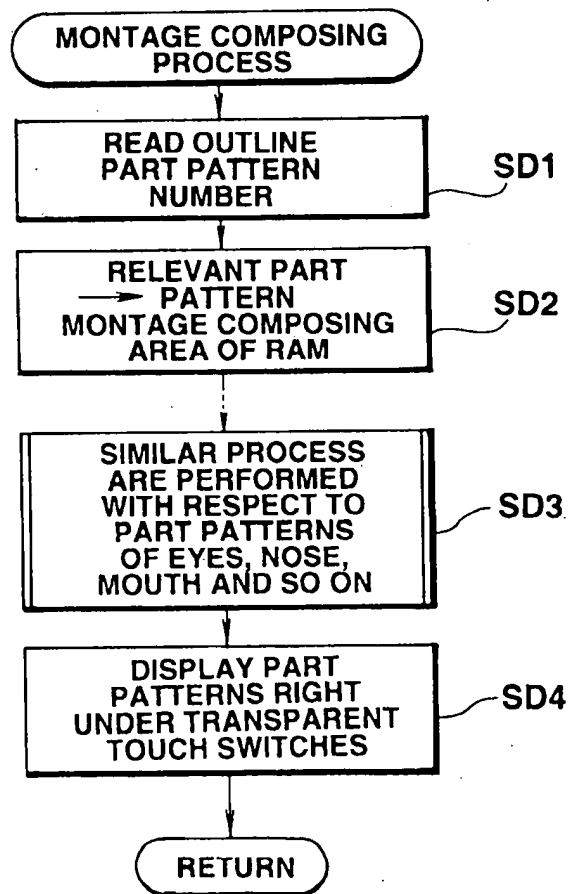 MONTAGE COMPOSING
PROCESS
READ OUTLINE
PART PATTERN
NUMBER
SD1
RELEVANT PART
→ PATTERN
MONTAGE COMPOSING
AREA OF RAM
SD2
SIMILAR PROCESS
ARE PERFORMED
WITH RESPECT TO
PART PATTERNS
OF EYES, NOSE,
MOUTH AND SO ON
SD3
DISPLAY PART
PATTERNS RIGHT
UNDER TRANSPARENT
TOUCH SWITCHES
SD4
RETURN